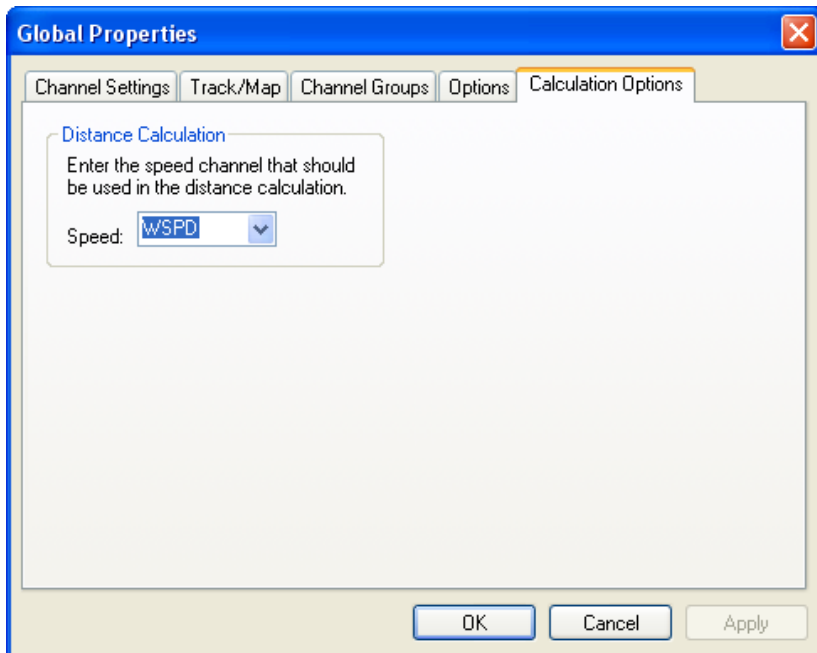 Global Properties
Channel Settings Track/Map Channel Groups Options Calculation Options
Distance Calculation
Enter the speed channel that should
be used in the distance calculation.
Speed: WSPD
OK Cancel Apply